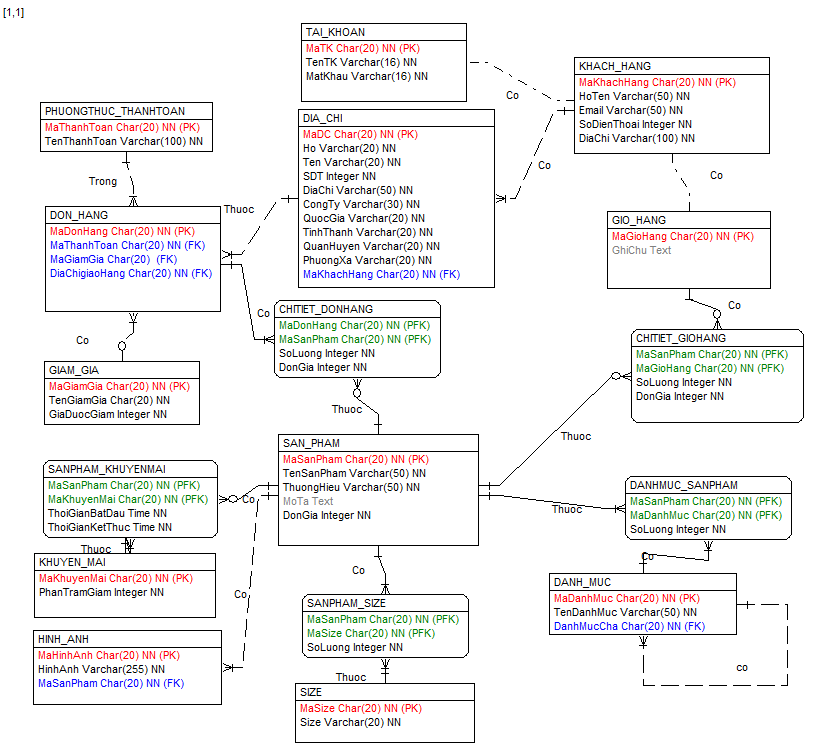 [1,1]
TAI_KHOAN
MaTK Char(20) NN (PK)
TenTK Varchar(16) NN
MatKhau Varchar(16) NN
Co
KHACH_HANG
MaKhachHang Char(20) NN (PK)
HoTen Varchar(50) NN
Email Varchar(50) NN
SoDienThoai Integer NN
DiaChi Varchar(100) NN
PHUONGTHUC_THANHTOAN
MaThanhToan Char(20) NN (PK)
TenThanhToan Varchar(100) NN
Trong
DIA_CHI
MaDC Char(20) NN (PK)
Ho Varchar(20) NN
Ten Varchar(20) NN
SDT Integer NN
DiaChi Varchar(50) NN
CongTy Varchar(30) NN
QuocGia Varchar(20) NN
TinhThanh Varchar(20) NN
QuanHuyen Varchar(20) NN
PhuongXa Varchar(20) NN
MaKhachHang Char(20) NN (FK)
Co
Co
Thuoc
DON_HANG
MaDonHang Char(20) NN (PK)
MaThanhToan Char(20) NN (FK)
MaGiamGia Char(20)  (FK)
DiaChigiaoHang Char(20) NN (FK)
GIO_HANG
MaGioHang Char(20) NN (PK)
GhiChu Text
Co
Co
CHITIET_DONHANG
MaDonHang Char(20) NN (PFK)
MaSanPham Char(20) NN (PFK)
SoLuong Integer NN
DonGia Integer NN
Co
CHITIET_GIOHANG
MaSanPham Char(20) NN (PFK)
MaGioHang Char(20) NN (PFK)
SoLuong Integer NN
DonGia Integer NN
GIAM_GIA
MaGiamGia Char(20) NN (PK)
TenGiamGia Char(20) NN
GiaDuocGiam Integer NN
Thuoc
Thuoc
SAN_PHAM
MaSanPham Char(20) NN (PK)
TenSanPham Varchar(50) NN
ThuongHieu Varchar(50) NN
MoTa Text
DonGia Integer NN
SANPHAM_KHUYENMAI
MaSanPham Char(20) NN (PFK)
MaKhuyenMai Char(20) NN (PFK)
ThoiGianBatDau Time NN
ThoiGianKetThuc Time NN
Co
Thuoc
DANHMUC_SANPHAM
MaSanPham Char(20) NN (PFK)
MaDanhMuc Char(20) NN (PFK)
SoLuong Integer NN
Thuoc
Co
KHUYEN_MAI
MaKhuyenMai Char(20) NN (PK)
PhanTramGiam Integer NN
Co
Co
DANH_MUC
MaDanhMuc Char(20) NN (PK)
TenDanhMuc Varchar(50) NN
DanhMucCha Char(20) NN (FK)
co
SANPHAM_SIZE
MaSanPham Char(20) NN (PFK)
MaSize Char(20) NN (PFK)
SoLuong Integer NN
HINH_ANH
MaHinhAnh Char(20) NN (PK)
HinhAnh Varchar(255) NN
MaSanPham Char(20) NN (FK)
Thuoc
SIZE
MaSize Char(20) NN (PK)
Size Varchar(20) NN